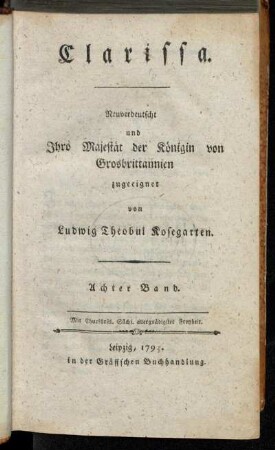 Clarissa.
Neuverdeutscht
und
Ihro Majestät der Königin von
Grosbrittannien
zugeeignet
von
Ludwig Theobul Kosegarten.
Achter Band.
Mit Churfürstl. Sächs. allergnädigster Freyheit.
Leipzig, 1793.
in der Gräffschen Buchhandlung.